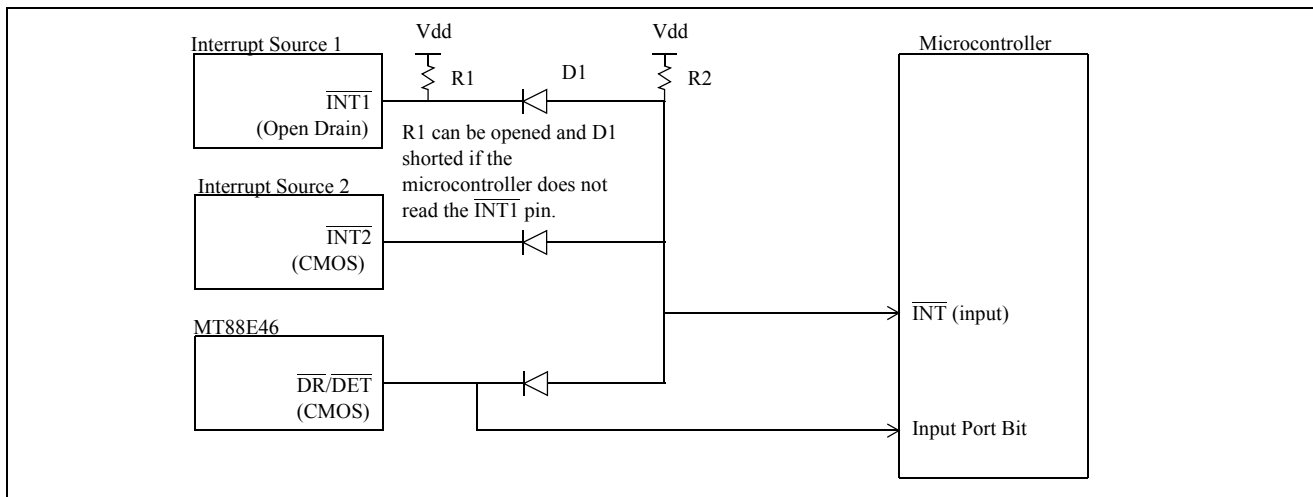 Vdd
Vdd
Interrupt Source 1
Microcontroller
R1
D1
R2
INT1
(Open Drain)
R1 can be opened and D1
shorted if the
microcontroller does not
read the INT1 pin.
Interrupt Source 2
INT2
(CMOS)
INT (input)
MT88E46
DR/DET
(CMOS)
Input Port Bit